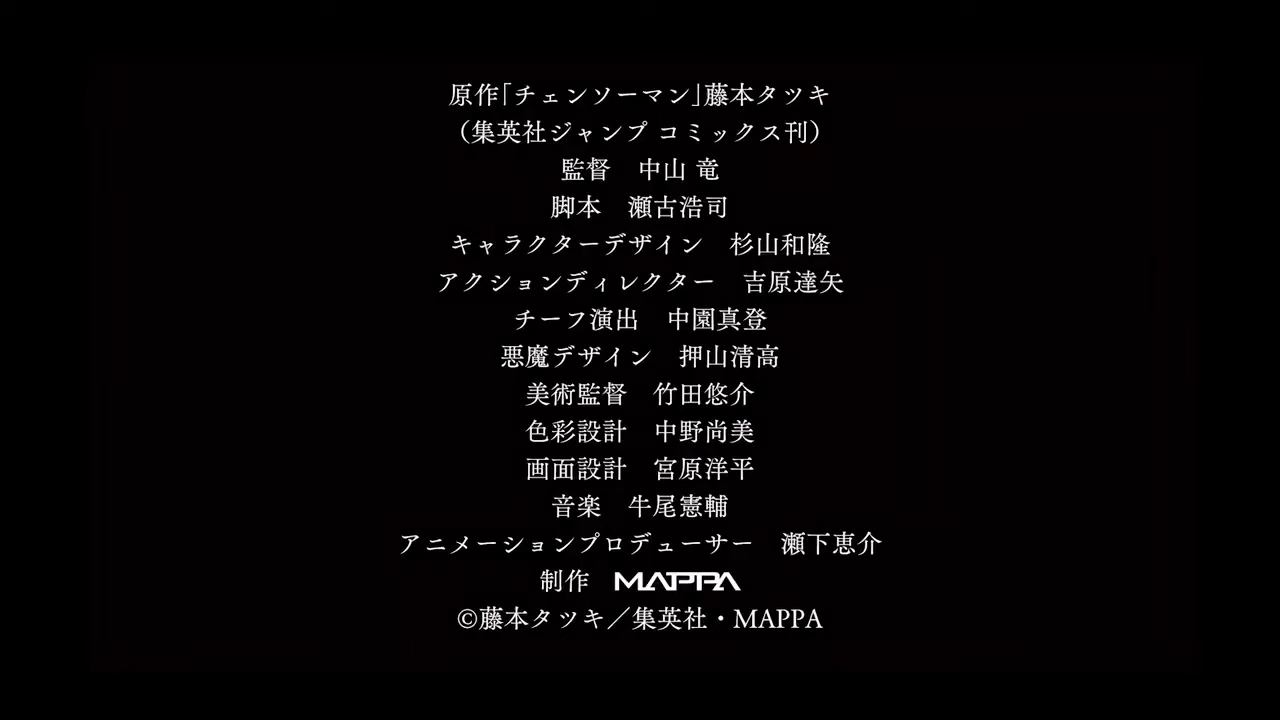 原作「チェンソーマン」藤本タツキ
（集英社ジャンプ コミックス刊）
監督　中山 竜
脚本　瀬古浩司
キャラクターデザイン　杉山和隆
アクションディレクター　吉原達矢
チーフ演出　中園真登
悪魔デザイン　押山清高
美術監督　竹田悠介
色彩設計　中野尚美
画面設計　宮原洋平
音楽　牛尾憲輔
アニメーションプロデューサー　瀬下恵介
制作　MAPPA
©藤本タツキ／集英社・MAPPA